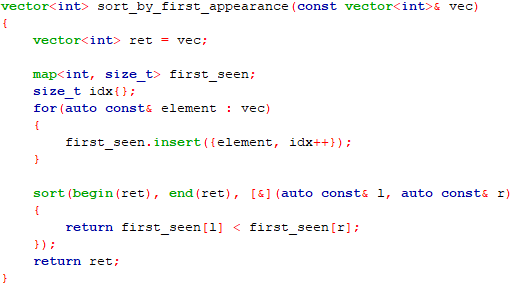 vector<int> sort_by_first_appearance(const vector<int>& vec)
{
    vector<int> ret = vec;

    map<int, size_t> first_seen;
    size_t idx{};
    for(auto const& element : vec)
    {
        first_seen.insert({element, idx++});
    }

    sort(begin(ret), end(ret), [&](auto const& l, auto const& r)
    {
        return first_seen[l] < first_seen[r];
    });
    return ret;
}